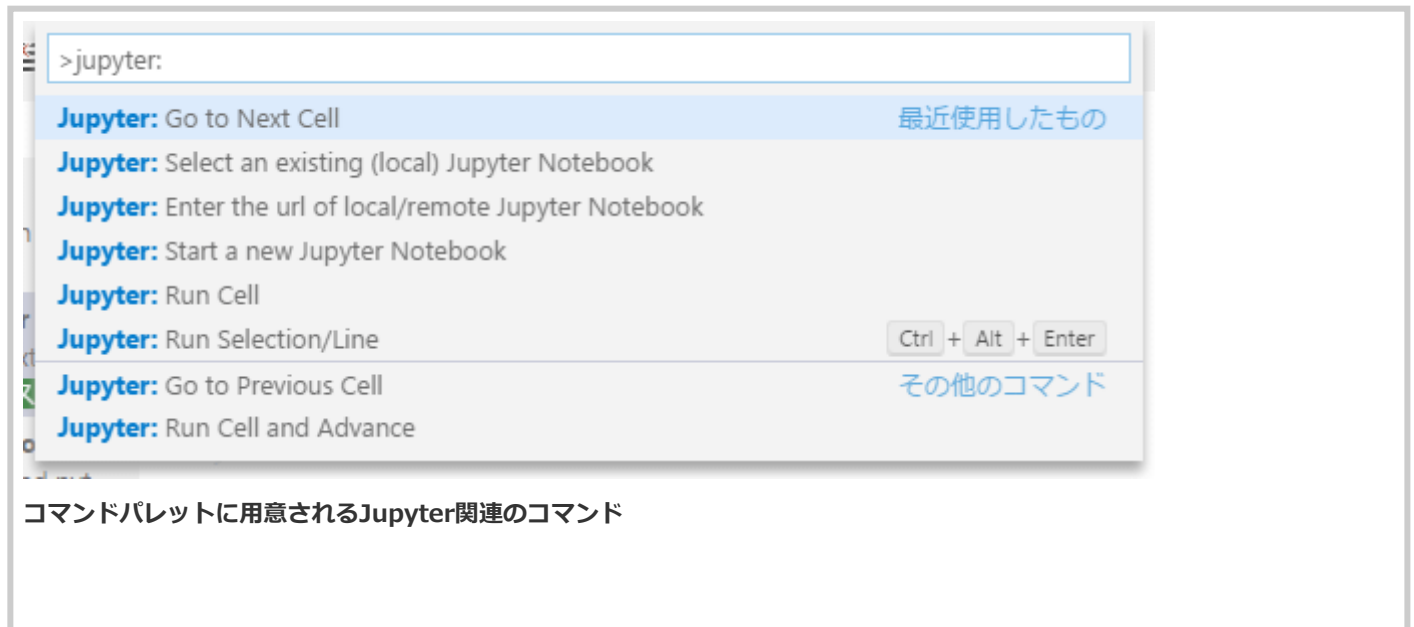 >jupyter:
Jupyter: Go to Next Cell 最近使用したもの
Jupyter: Select an existing (local) Jupyter Notebook
Jupyter: Enter the url of local/remote Jupyter Notebook
Jupyter: Start a new Jupyter Notebook
Jupyter: Run Cell
Jupyter: Run Selection/Line Ctrl + Alt + Enter
Jupyter: Go to Previous Cell その他のコマンド
Jupyter: Run Cell and Advance
コマンドパレットに用意されるJupyter関連のコマンド